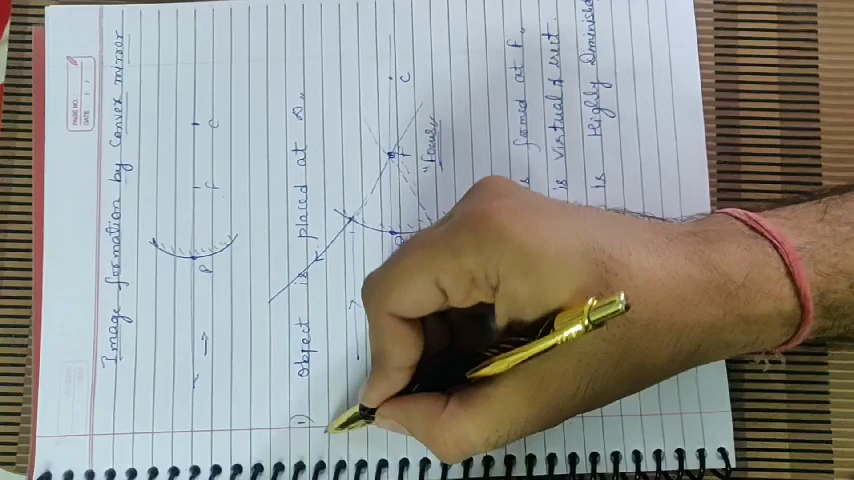 PAGE NO
DATE
Image formation by Convex mirror
P F C
1) Object is placed at ∞,,
P F C
"Focus"
is formed at F,,
is virtual & erect.
is Highly Diminished